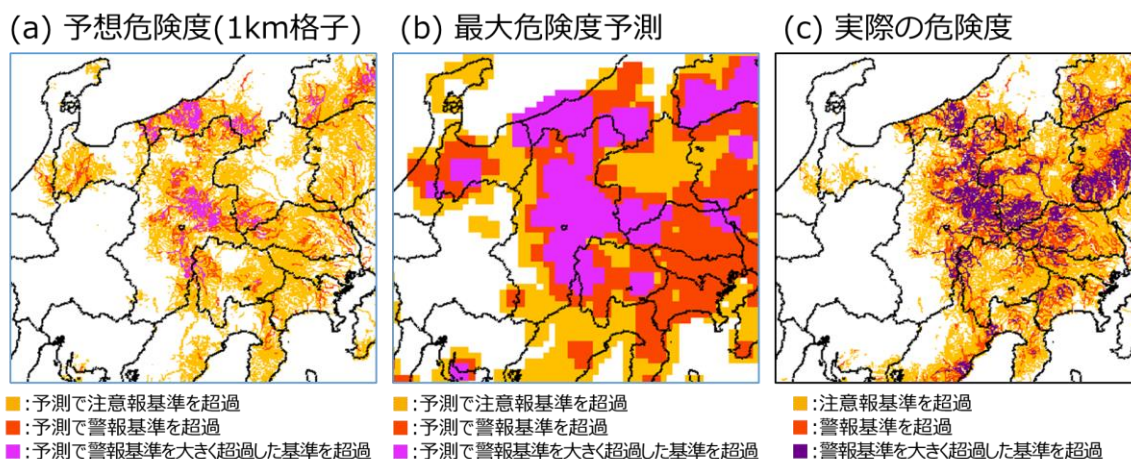 (a) 予想危険度(1km格子)
(b) 最大危険度予測
(c) 実際の危険度
■:予測で注意報基準を超過
■:予測で警報基準を超過
■:予測で警報基準を大きく超過した基準を超過
■:予測で注意報基準を超過
■:予測で警報基準を超過
■:予測で警報基準を大きく超過した基準を超過
■:注意報基準を超過
■:警報基準を超過
■:警報基準を大きく超過した基準を超過